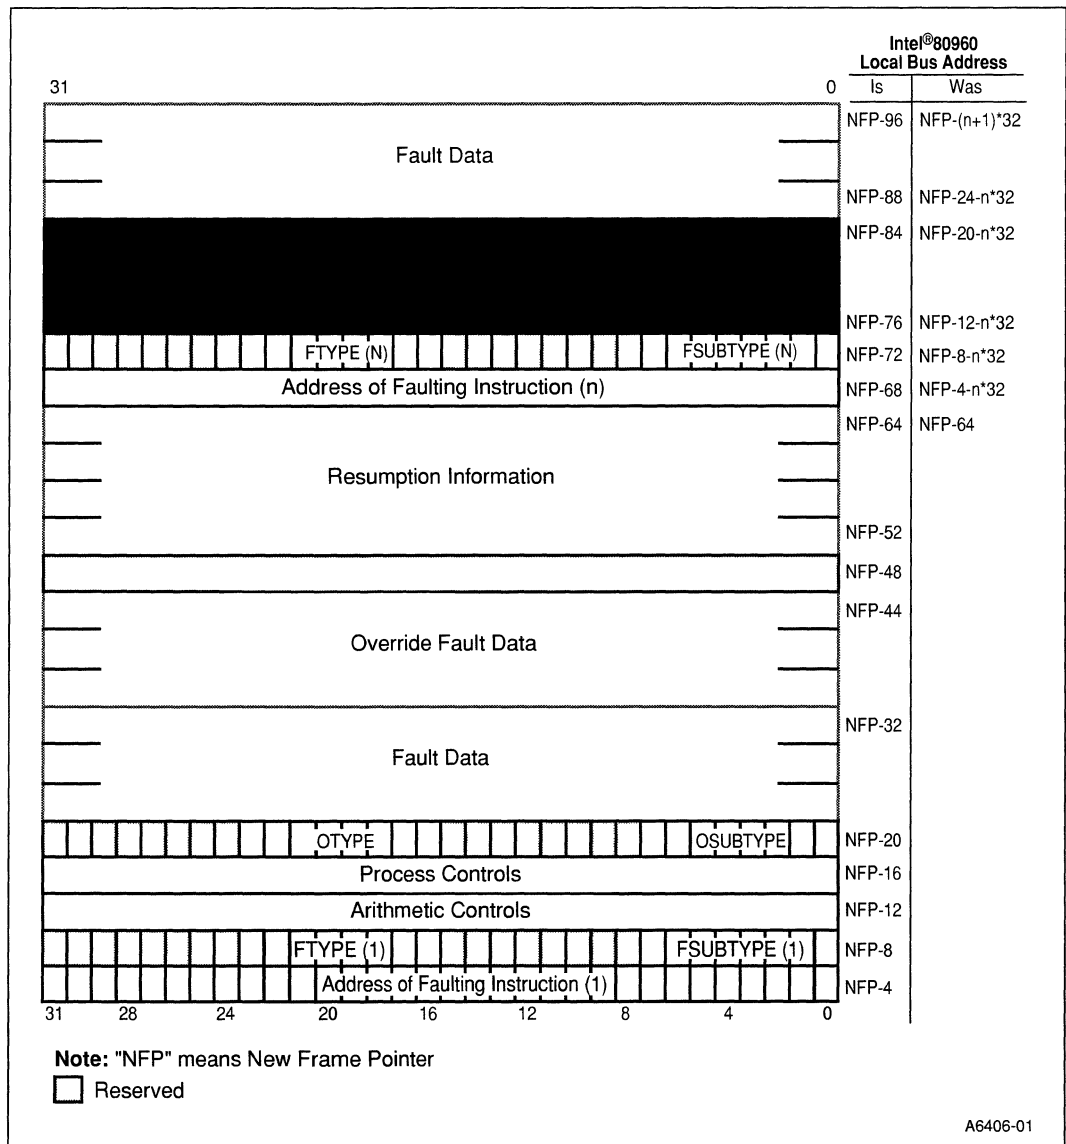 Intel®80960
Local Bus Address
31 0 Is Was
NFP-96 NFP-(n+1)*32
Fault Data
NFP-88 NFP-24-n*32
NFP-84 NFP-20-n*32
NFP-76 NFP-12-n*32
FTYPE (N) FSUBTYPE (N) NFP-72 NFP-8-n*32
Address of Faulting Instruction (n) NFP-68 NFP-4-n*32
NFP-64 NFP-64
Resumption Information
NFP-52
NFP-48
NFP-44
Override Fault Data
NFP-32
Fault Data
OTYPE OSUBTYPE NFP-20
Process Controls NFP-16
Arithmetic Controls NFP-12
FTYPE (1) FSUBTYPE (1) NFP-8
Address of Faulting Instruction (1) NFP-4
31 28 24 20 16 12 8 4 0
Note: "NFP" means New Frame Pointer
Reserved
A6406-01